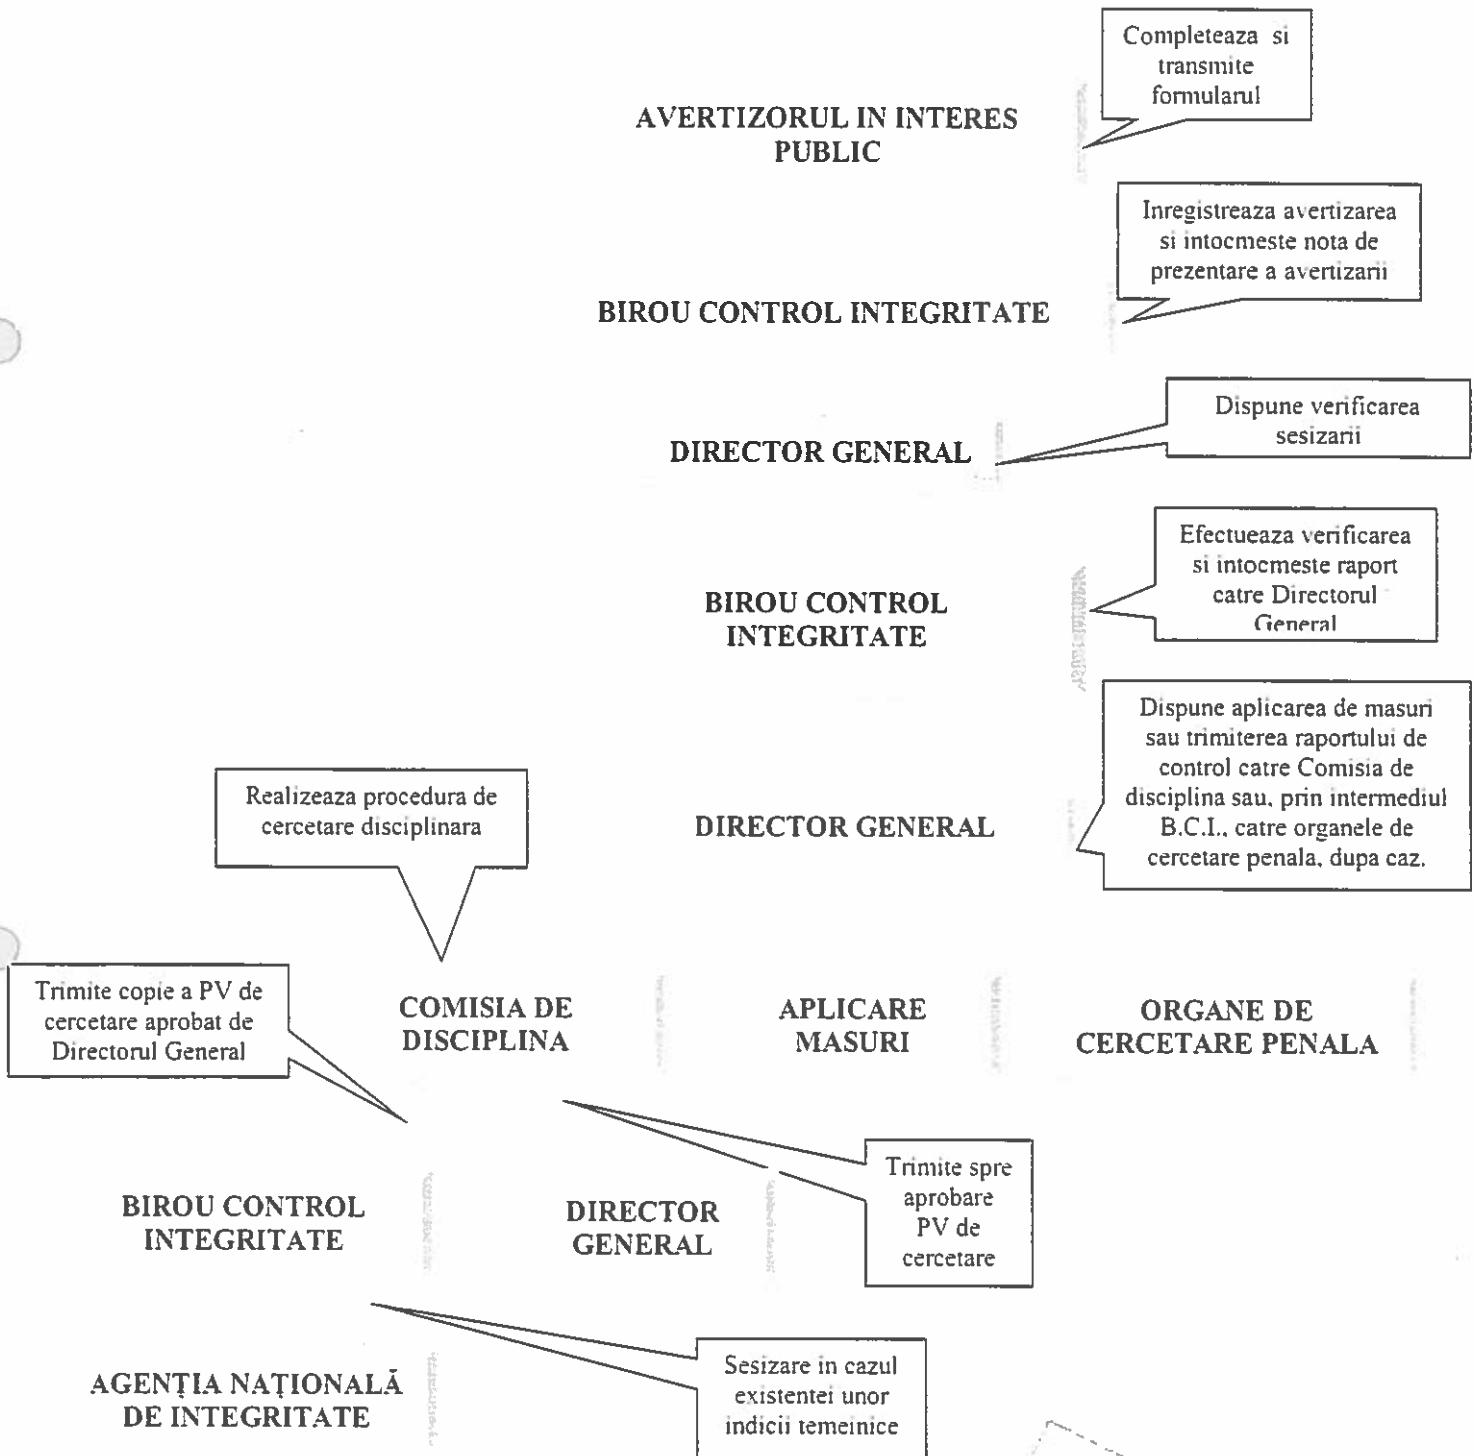 Completeaza si
transmite
formularul
AVERTIZORUL IN INTERES
PUBLIC
Inregistreaza avertizarea
si intocmeste nota de
prezentare a avertizarii
BIROU CONTROL INTEGRITATE
Dispune verificarea
sesizarii
DIRECTOR GENERAL
Efectueaza verificarea
si intocmeste raport
catre Directorul
General
BIROU CONTROL
INTEGRITATE
Dispune aplicarea de masuri
sau trimiterea raportului de
control catre Comisia de
disciplina sau, prin intermediul
B.C.I., catre organele de
cercetare penala, dupa caz.
DIRECTOR GENERAL
Realizeaza procedura de
cercetare disciplinara
Trimite copie a PV de
cercetare aprobat de
Directorul General
COMISIA DE
DISCIPLINA
APLICARE
MASURI
ORGANE DE
CERCETARE PENALA
Trimite spre
aprobare
PV de
cercetare
BIROU CONTROL
INTEGRITATE
DIRECTOR
GENERAL
Sesizare in cazul
existentei unor
indicii temeinice
AGENȚIA NAȚIONALĂ
DE INTEGRITATE